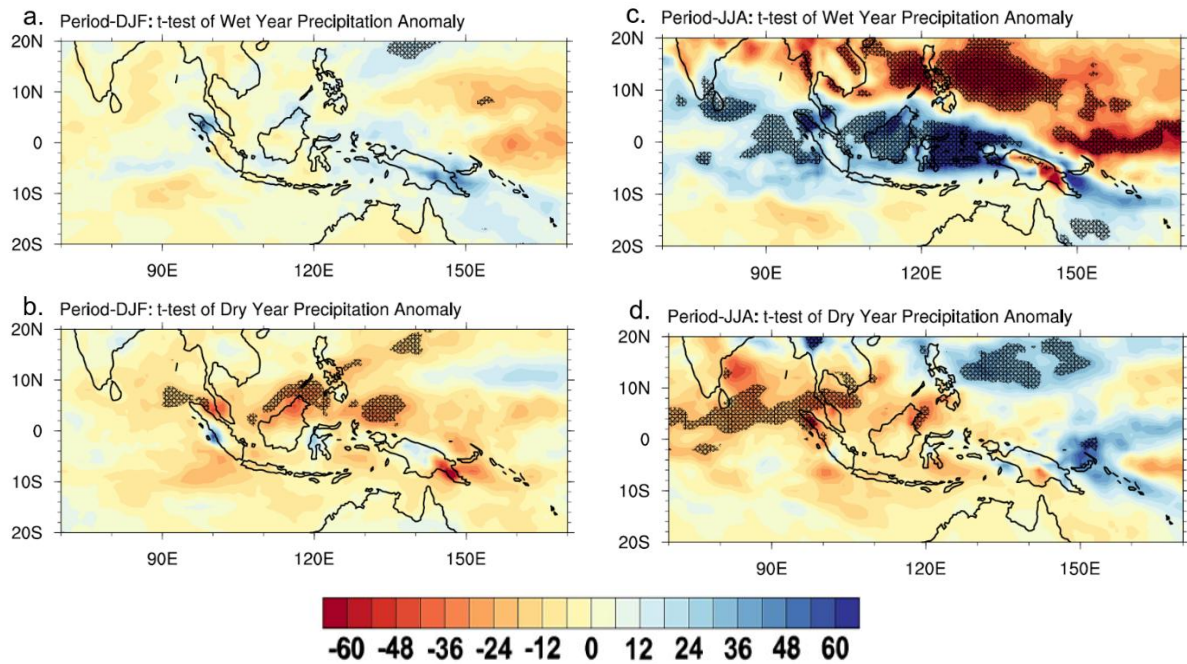 a. Period-DJF: t-test of Wet Year Precipitation Anomaly
20N
10N
0
10S
20S
90E 120E 150E
b. Period-DJF: t-test of Dry Year Precipitation Anomaly
20N
10N
0
10S
20S
90E 120E 150E
c. Period-JJA: t-test of Wet Year Precipitation Anomaly
20N
10N
0
10S
20S
90E 120E 150E
d. Period-JJA: t-test of Dry Year Precipitation Anomaly
20N
10N
0
10S
20S
90E 120E 150E
-60 -48 -36 -24 -12 0 12 24 36 48 60